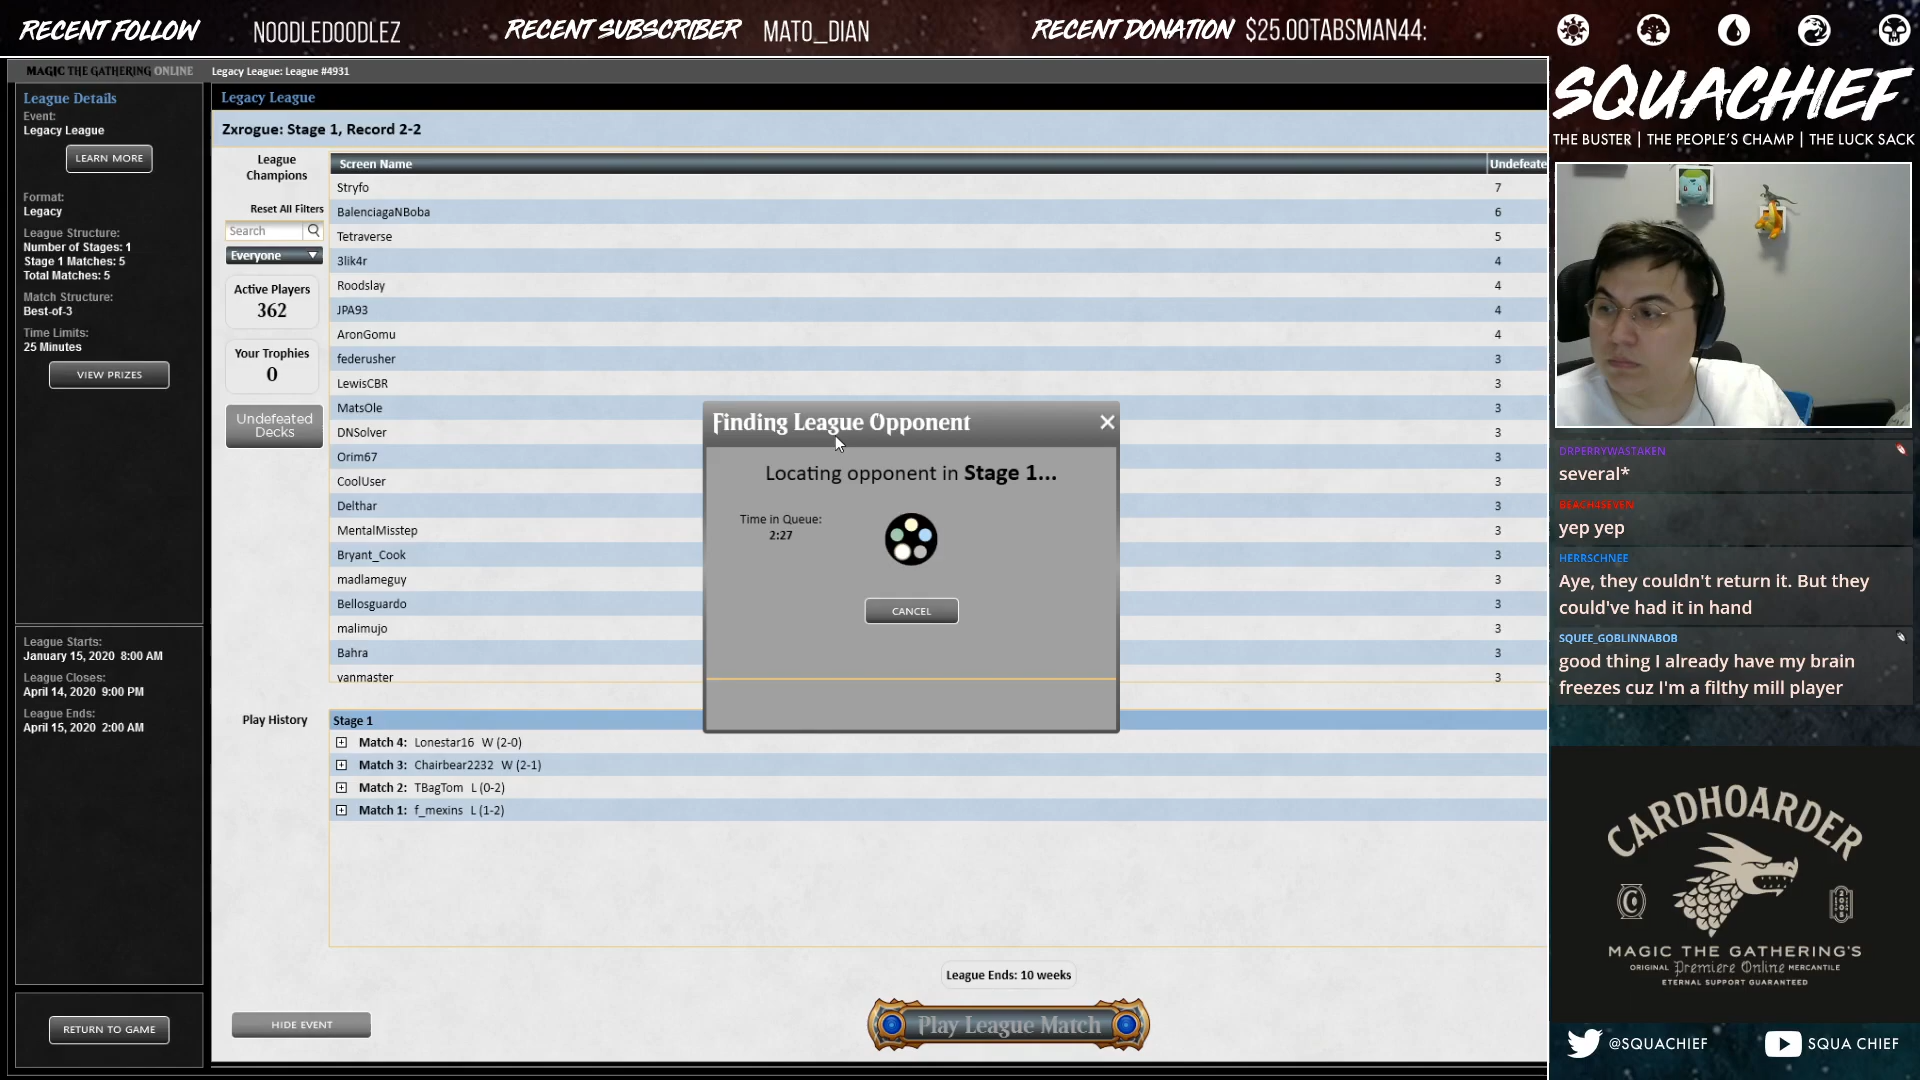 RECENT FOLLOW NOODLEDOODLEZ RECENT SUBSCRIBER MATO_DIAN RECENT DONATION $25.00TABSMAN44:
MAGIC THE GATHERING ONLINE
Legacy League: League #4931
League Details
Event:
Legacy League
LEARN MORE
Format:
Legacy
League Structure:
Number of Stages: 1
Stage 1 Matches: 5
Total Matches: 5
Match Structure:
Best-of-3
Time Limits:
25 Minutes
VIEW PRIZES
League Starts:
January 15, 2020 8:00 AM
League Closes:
April 14, 2020 9:00 PM
League Ends:
April 15, 2020 2:00 AM
RETURN TO GAME
Legacy League
Zxrogue: Stage 1, Record 2-2
League
Champions
Reset All Filters
Search
Everyone
Active Players
362
Your Trophies
0
Undefeated
Decks
Screen Name Undefeate
Stryfo 7
BalenciagaNBoba 6
Tetraverse 5
3lik4r 4
Roodslay 4
JPA93 4
AronGomu 4
federusher 3
LewisCBR 3
MatsOle 3
DNSolver 3
Orim67 3
CoolUser 3
Delthar 3
MentalMisstep 3
Bryant_Cook 3
madlameguy 3
Bellosguardo 3
malimujo 3
Bahra 3
vanmaster 3
Finding League Opponent
Locating opponent in Stage 1...
Time in Queue:
2:27
CANCEL
Play History
Stage 1
Match 4: Lonestar16 W (2-0)
Match 3: Chairbear2232 W (2-1)
Match 2: TBagTom L (0-2)
Match 1: f_mexins L (1-2)
League Ends: 10 weeks
HIDE EVENT
Play League Match
SQUACHIEF
THE BUSTER | THE PEOPLE'S CHAMP | THE LUCK SACK
DRPERRYWASTAKEN
several*
BEACH4SEVEN
yep yep
HERRSCHNEE
Aye, they couldn't return it. But they
could've had it in hand
SQUEE_GOBLINNABOB
good thing I already have my brain
freezes cuz I'm a filthy mill player
CARDHOARDER
MAGIC THE GATHERING'S
ORIGINAL Premiere Online MERCANTILE
ETERNAL SUPPORT GUARANTEED
@SQUACHIEF SQUA CHIEF